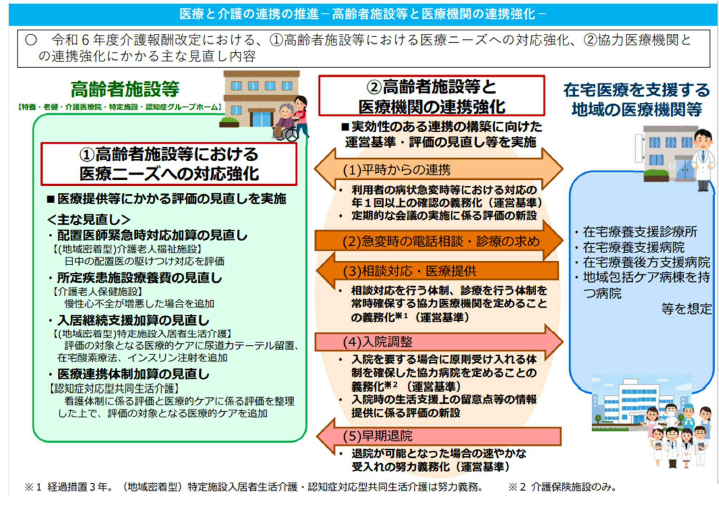 医療と介護の連携の推進－高齢者施設等と医療機関の連携強化－
○　令和６年度介護報酬改定における、①高齢者施設等における医療ニーズへの対応強化、②協力医療機関と
の連携強化にかかる主な見直し内容
高齢者施設等
【特養・老健・介護医療院・特定施設・認知症グループホーム】
①高齢者施設等における
医療ニーズへの対応強化
■医療提供等にかかる評価の見直しを実施
＜主な見直し＞
・配置医師緊急時対応加算の見直し
【(地域密着型)介護老人福祉施設】
日中の配置医の駆けつけ対応を評価
・所定疾患施設療養費の見直し
【介護老人保健施設】
慢性心不全が増悪した場合を追加
・入居継続支援加算の見直し
【(地域密着型)特定施設入居者生活介護】
評価の対象となる医療的ケアに尿道カテーテル留置、
在宅酸素療法、インスリン注射を追加
・医療連携体制加算の見直し
【認知症対応型共同生活介護】
看護体制に係る評価と医療的ケアに係る評価を整理
した上で、評価の対象となる医療的ケアを追加
②高齢者施設等と
医療機関の連携強化
■実効性のある連携の構築に向けた
運営基準・評価の見直し等を実施
(1)平時からの連携
・利用者の病状急変時等における対応の
年１回以上の確認の義務化（運営基準）
・定期的な会議の実施に係る評価の新設
(2)急変時の電話相談・診療の求め
(3)相談対応・医療提供
・相談対応を行う体制、診療を行う体制を
常時確保する協力医療機関を定めること
の義務化※１（運営基準）
(4)入院調整
・入院を要する場合に原則受け入れる体
制を確保した協力病院を定めることの
義務化※２（運営基準）
・入院時の生活支援上の留意点等の情報
提供に係る評価の新設
(5)早期退院
・退院が可能となった場合の速やかな
受入れの努力義務化（運営基準）
在宅医療を支援する
地域の医療機関等
・在宅療養支援診療所
・在宅療養支援病院
・在宅療養後方支援病院
・地域包括ケア病棟を持
つ病院
等を想定
※１ 経過措置３年。（地域密着型）特定施設入居者生活介護・認知症対応型共同生活介護は努力義務。　※２ 介護保険施設のみ。